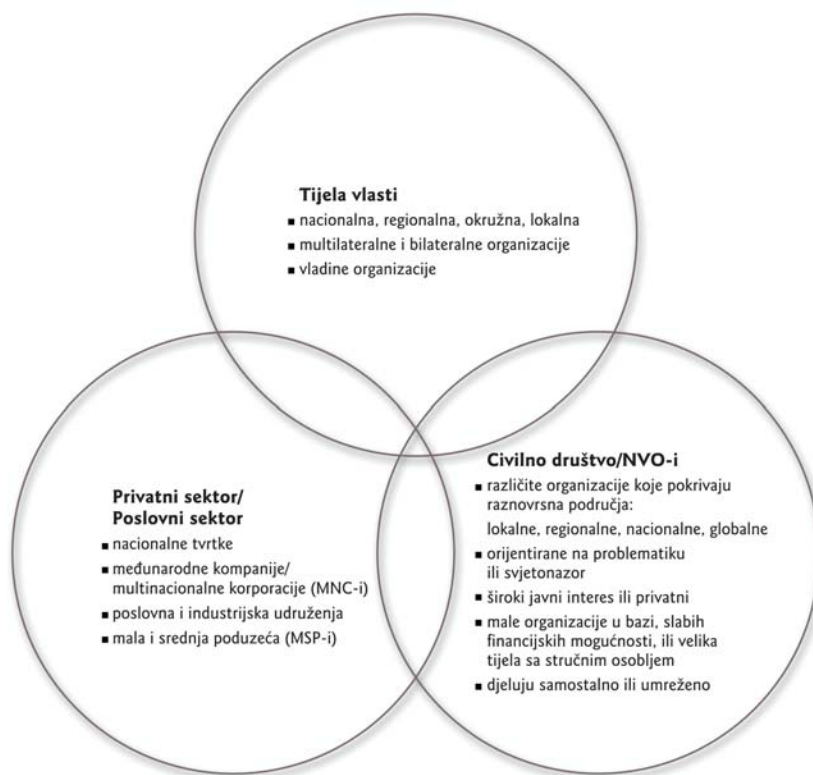 Tijela vlasti
▪ nacionalna, regionalna, okružna, lokalna
▪ multilateralne i bilateralne organizacije
▪ vladine organizacije
Privatni sektor/
Poslovni sektor
▪ nacionalne tvrtke
▪ međunarodne kompanije/
multinacionalne korporacije (MNC-i)
▪ poslovna i industrijska udruženja
▪ mala i srednja poduzeća (MSP-i)
Civilno društvo/NVO-i
▪ različite organizacije koje pokrivaju
raznovrsna područja:
lokalne, regionalne, nacionalne, globalne
▪ orijentirane na problematiku
ili svjetonazor
▪ široki javni interes ili privatni
▪ male organizacije u bazi, slabih
financijskih mogućnosti, ili velika
tijela sa stručnim osobljem
▪ djeluju samostalno ili umreženo